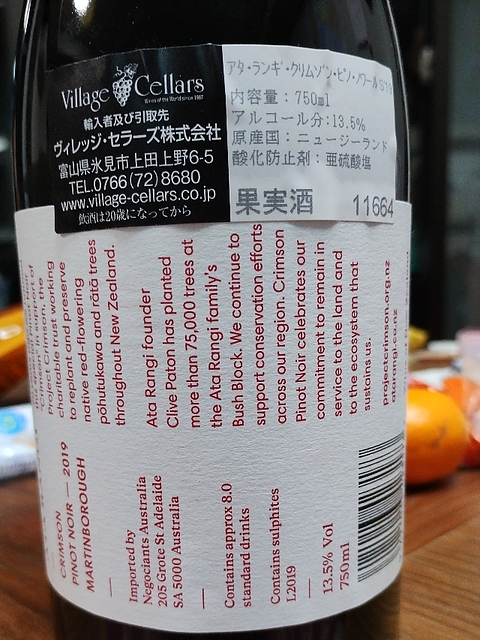 Village Cellars
Wines of the World since 1987
輸入者及び引取先
ヴィレッジ・セラーズ株式会社
富山県氷見市上田上野6-5
TEL.0766(72)8680
www.village-cellars.co.jp
飲酒は20歳になってから
アタ・ランギ・クリムゾン・ピノ・ノワール
内容量：750ml
アルコール分：13.5%
原産国：ニュージーランド
酸化防止剤：亜硫酸塩
果実酒 11664
"Crimson" in support of
Project Crimson, the
charitable trust working
to replant and preserve
native red-flowering
pōhutukawa and rātā trees
throughout New Zealand.
Ata Rangi founder
Clive Paton has planted
more than 75,000 trees at
the Ata Rangi family's
Bush Block. We continue to
support conservation efforts
across our region. Crimson
Pinot Noir celebrates our
commitment to remain in
service to the land and
to the ecosystem that
sustains us.
projectcrimson.org.nz
atarangi.co.nz
CRIMSON
PINOT NOIR — 2019
MARTINBOROUGH
Imported by
Negociants Australia
205 Grote St Adelaide
SA 5000 Australia
Contains approx 8.0
standard drinks
Contains sulphites
L2019
13.5% Vol
750ml